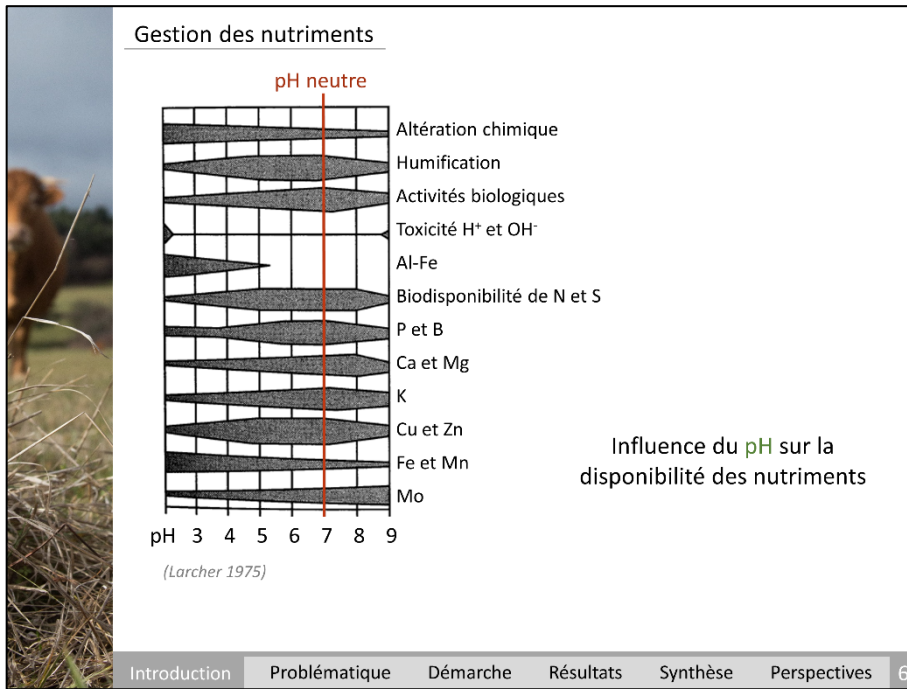 Gestion des nutriments
pH neutre
Altération chimique
Humification
Activités biologiques
Toxicité H⁺ et OH⁻
Al-Fe
Biodisponibilité de N et S
P et B
Ca et Mg
K
Cu et Zn
Fe et Mn
Mo
pH 3 4 5 6 7 8 9
(Larcher 1975)
Influence du pH sur la
disponibilité des nutriments
Introduction Problématique Démarche Résultats Synthèse Perspectives 6